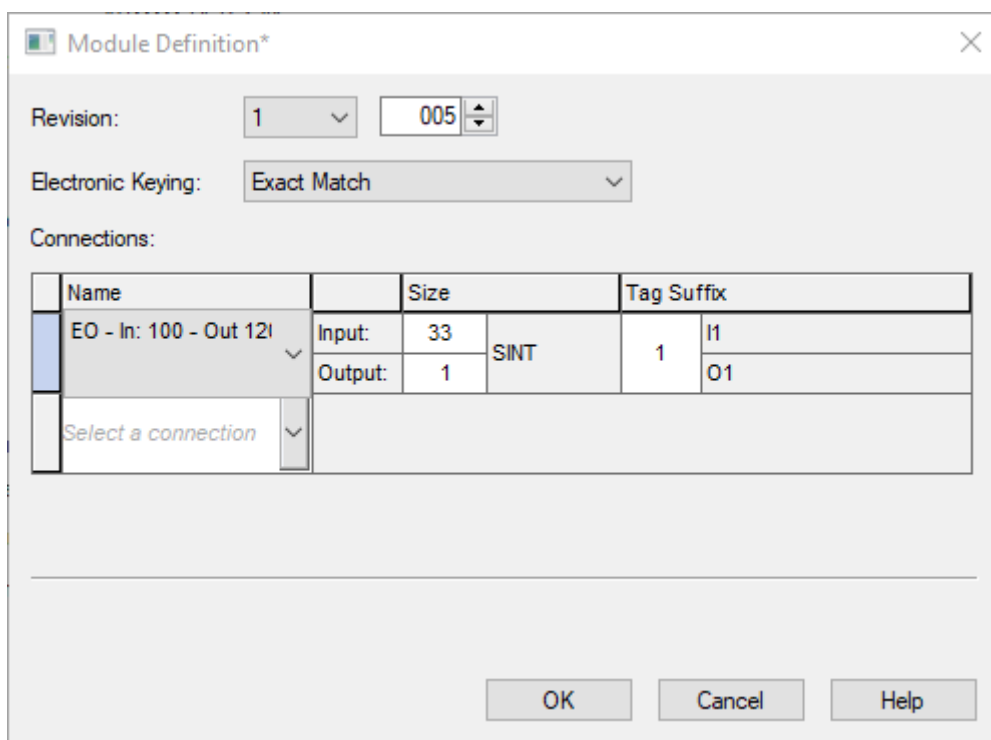 Module Definition*
Revision: 1 005
Electronic Keying: Exact Match
Connections:
Name Size Tag Suffix
EO - In: 100 - Out 120 Input: 33 SINT 1 I1
Output: 1 O1
Select a connection
OK Cancel Help